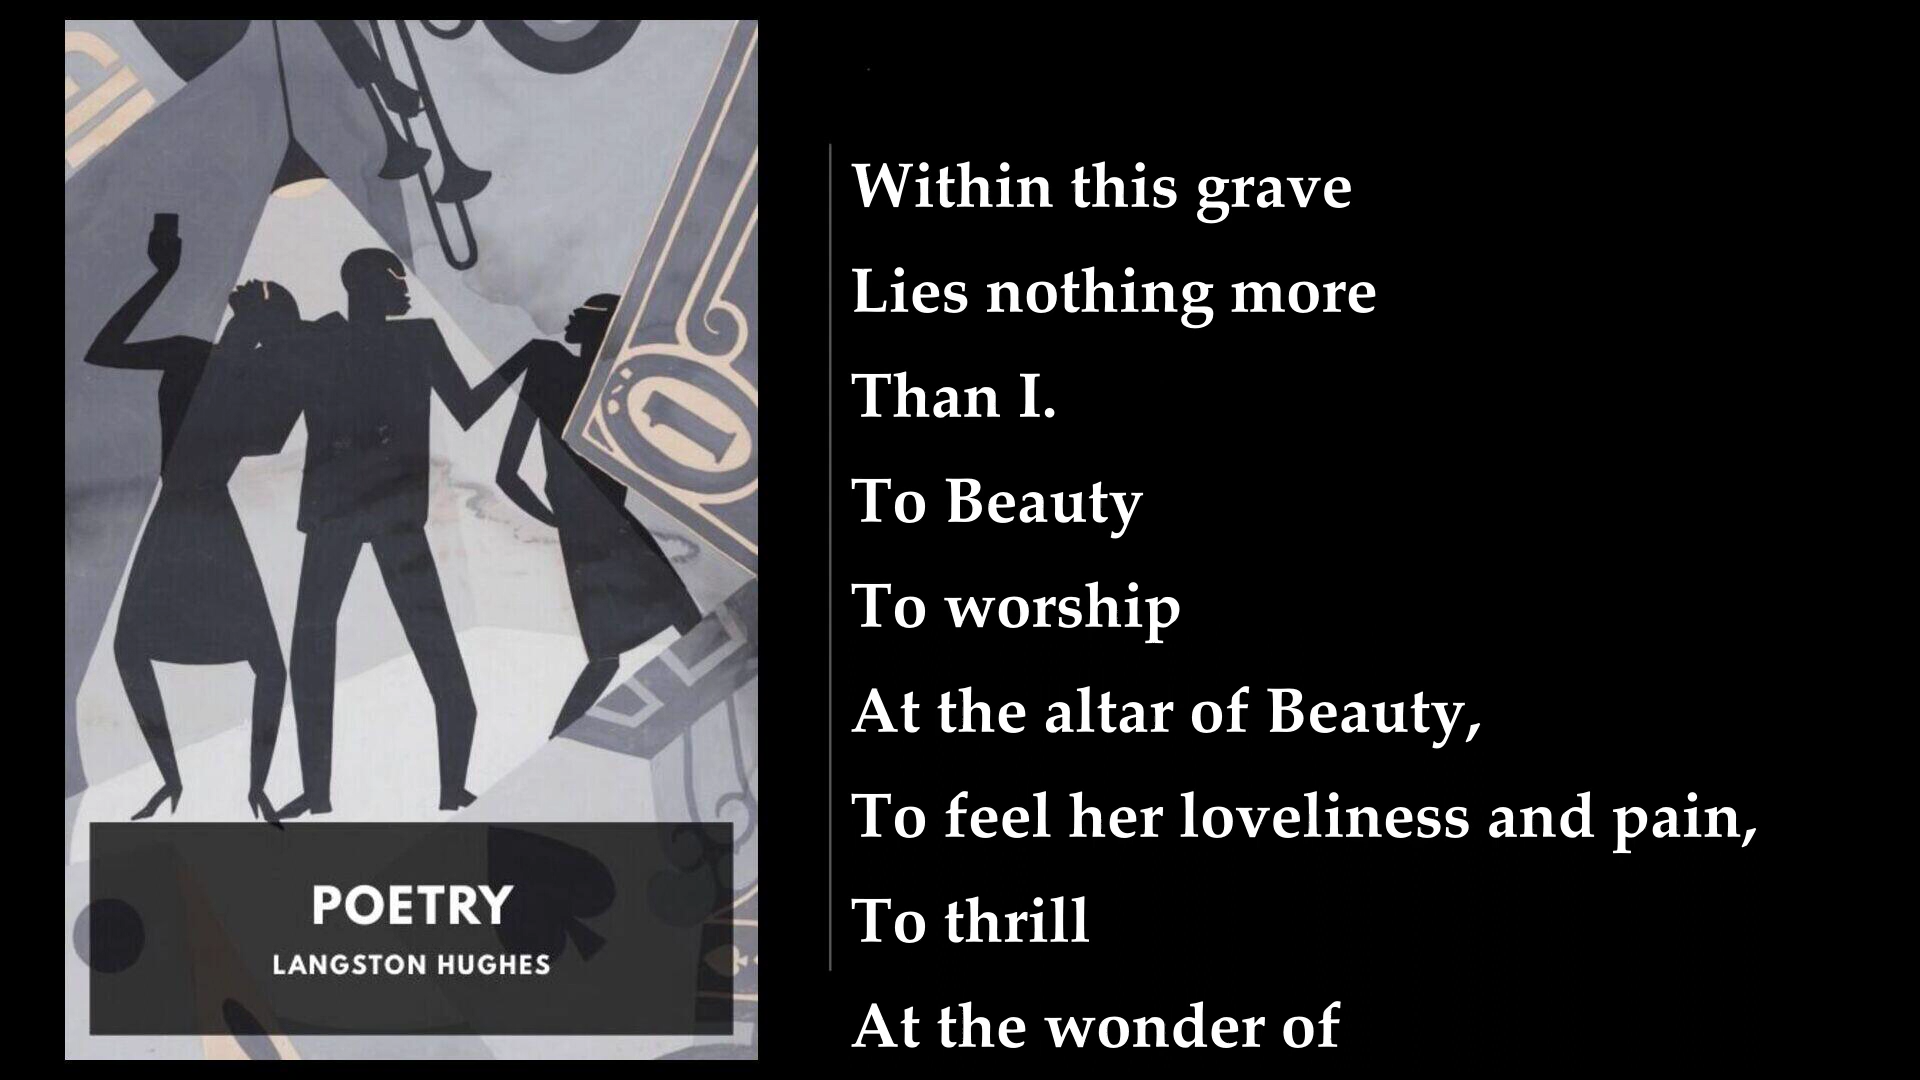 POETRY
LANGSTON HUGHES
Within this grave
Lies nothing more
Than I.
To Beauty
To worship
At the altar of Beauty,
To feel her loveliness and pain,
To thrill
At the wonder of